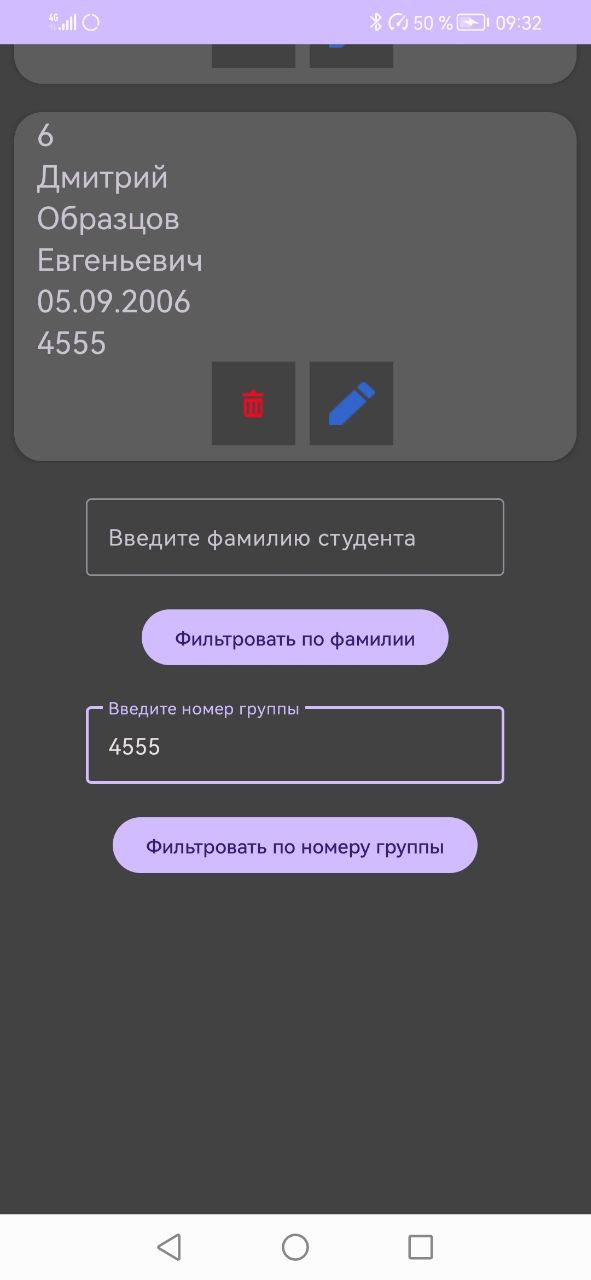 4G
50 %
09:32
6
Дмитрий
Образцов
Евгеньевич
05.09.2006
4555
Введите фамилию студента
Фильтровать по фамилии
Введите номер группы
4555
Фильтровать по номеру группы